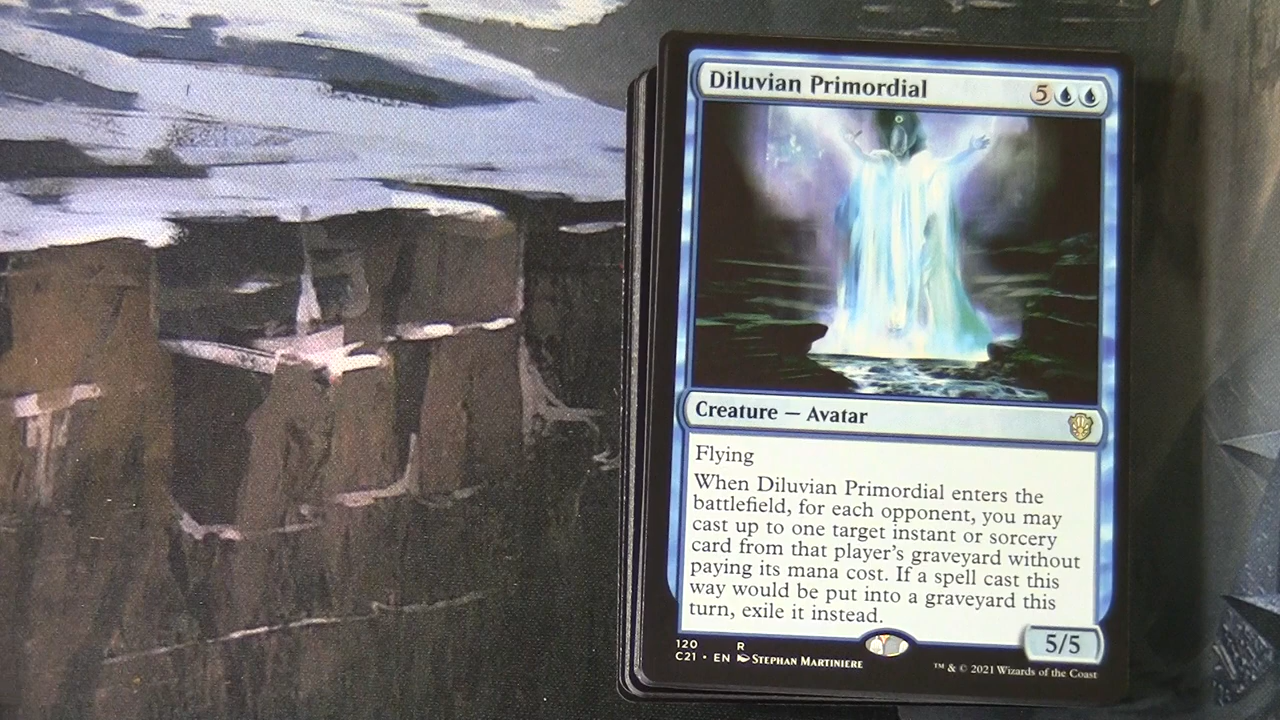 Diluvian Primordial 5
Creature — Avatar
Flying
When Diluvian Primordial enters the
battlefield, for each opponent, you may
cast up to one target instant or sorcery
card from that player's graveyard without
paying its mana cost. If a spell cast this
way would be put into a graveyard this
turn, exile it instead.
5/5
120 R
C21 • EN Stephan Martiniere
™ & © 2021 Wizards of the Coast